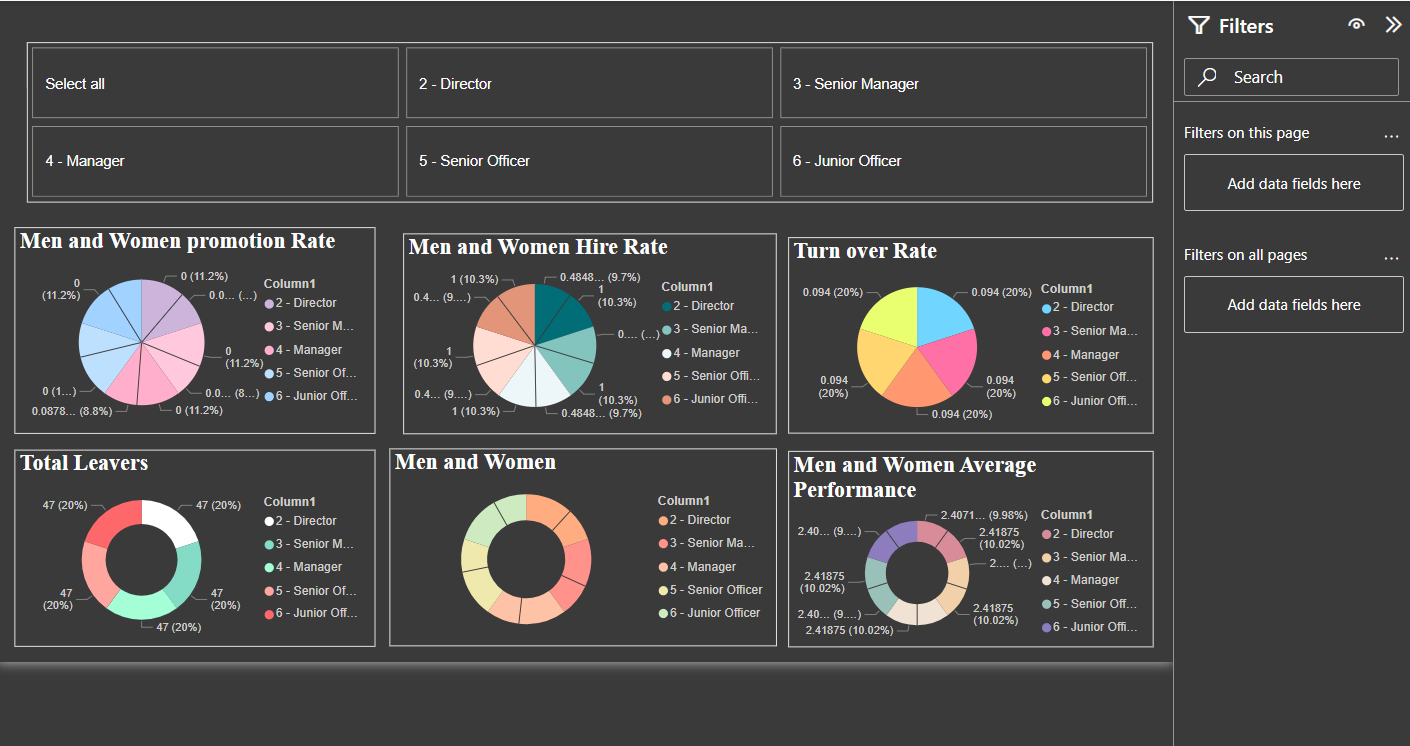 Select all
2 - Director
3 - Senior Manager
4 - Manager
5 - Senior Officer
6 - Junior Officer
Men and Women promotion Rate
0 (11.2%)
0.0... (...)
0
(11.2%)
0.0... (8...)
0 (11.2%)
0.0878... (8.8%)
0 (1...)
0
(11.2%)
Column1
2 - Director
3 - Senior M...
4 - Manager
5 - Senior Of...
6 - Junior Off...
Men and Women Hire Rate
0.4848... (9.7%)
1
(10.3%)
0.... (...)
1
(10.3%)
0.4848... (9.7%)
1 (10.3%)
0.4... (9....)
1
(10.3%)
0.4... (9....)
1 (10.3%)
Column1
2 - Director
3 - Senior Ma...
4 - Manager
5 - Senior Offi...
6 - Junior Offi...
Turn over Rate
0.094 (20%)
0.094
(20%)
0.094 (20%)
0.094
(20%)
0.094 (20%)
Column1
2 - Director
3 - Senior Ma...
4 - Manager
5 - Senior Off...
6 - Junior Off...
Total Leavers
47 (20%)
47
(20%)
47 (20%)
47
(20%)
47 (20%)
Column1
2 - Director
3 - Senior M...
4 - Manager
5 - Senior Of...
6 - Junior Off...
Men and Women
Column1
2 - Director
3 - Senior Ma...
4 - Manager
5 - Senior Officer
6 - Junior Officer
Men and Women Average
Performance
2.4071... (9.98%)
2.41875
(10.02%)
2.... (...)
2.41875
(10.02%)
2.41875 (10.02%)
2.40... (9....)
2.41875
(10.02%)
2.40... (9....)
Column1
2 - Director
3 - Senior Ma...
4 - Manager
5 - Senior Off...
6 - Junior Off...
Filters
Search
Filters on this page
...
Add data fields here
Filters on all pages
...
Add data fields here